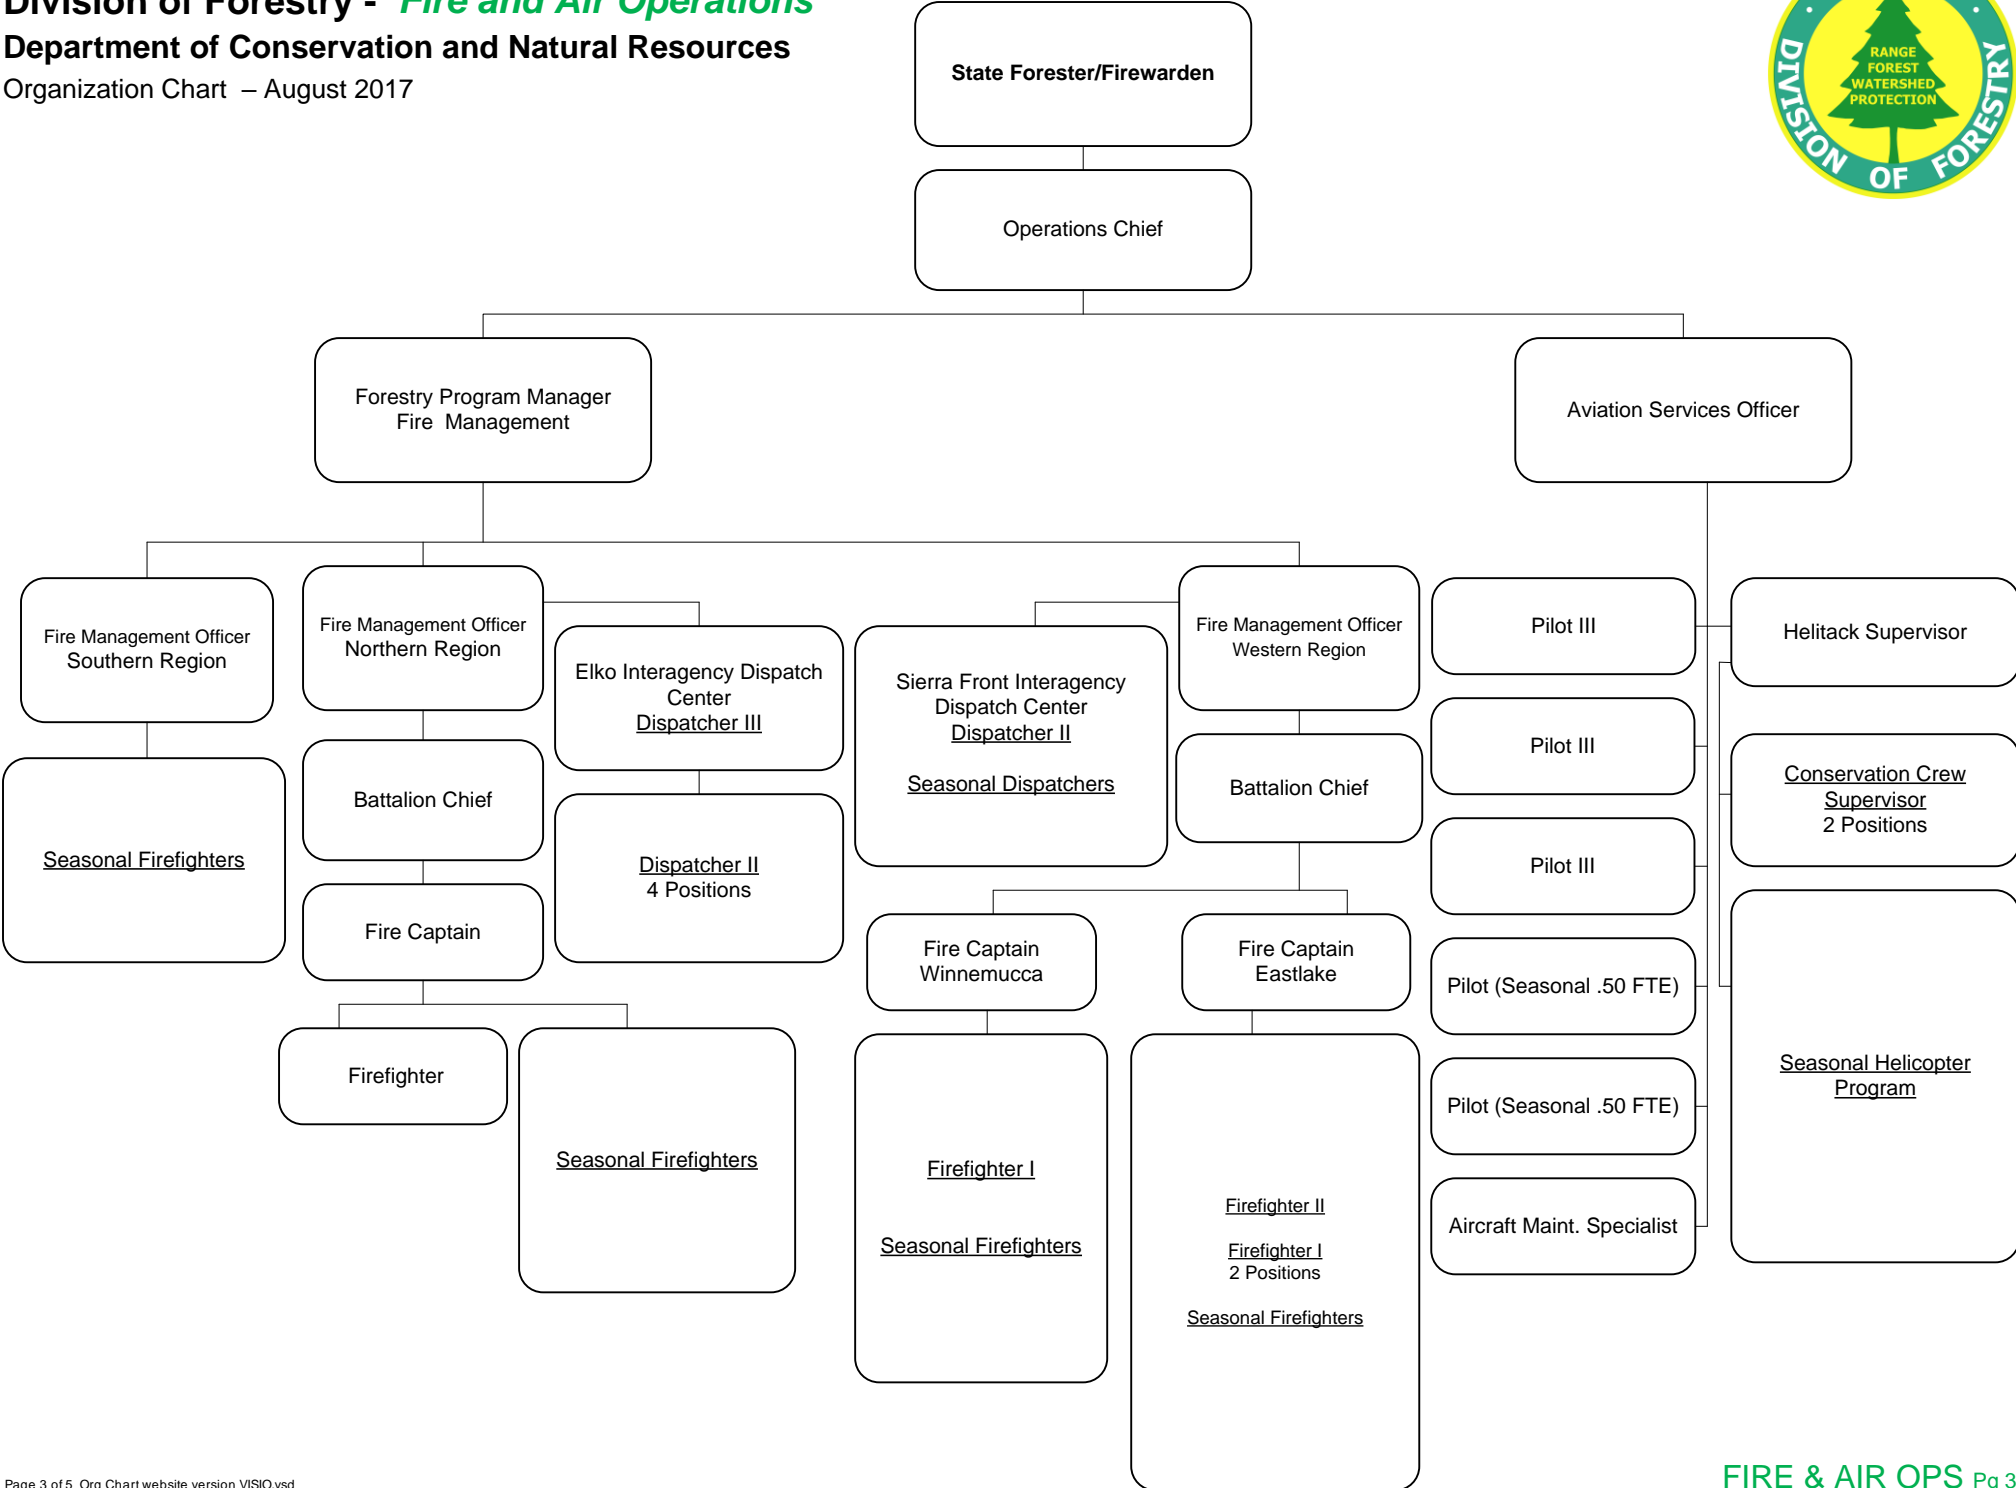 Division of Forestry - Fire and Air Operations
Department of Conservation and Natural Resources
Organization Chart – August 2017
RANGE
FOREST
WATERSHED
PROTECTION
DIVISION OF FORESTRY
State Forester/Firewarden
Operations Chief
Forestry Program Manager
Fire Management
Aviation Services Officer
Fire Management Officer
Southern Region
Fire Management Officer
Northern Region
Elko Interagency Dispatch
Center
Dispatcher III
Sierra Front Interagency
Dispatch Center
Dispatcher II
Seasonal Dispatchers
Fire Management Officer
Western Region
Pilot III
Helitack Supervisor
Seasonal Firefighters
Battalion Chief
Dispatcher II
4 Positions
Battalion Chief
Pilot III
Conservation Crew
Supervisor
2 Positions
Pilot III
Fire Captain
Fire Captain
Winnemucca
Fire Captain
Eastlake
Pilot (Seasonal .50 FTE)
Seasonal Helicopter
Program
Firefighter
Seasonal Firefighters
Firefighter I
Seasonal Firefighters
Firefighter II
Firefighter I
2 Positions
Seasonal Firefighters
Pilot (Seasonal .50 FTE)
Aircraft Maint. Specialist
Page 3 of 5 Org Chart website version VISIO.vsd
FIRE & AIR OPS Pg 3